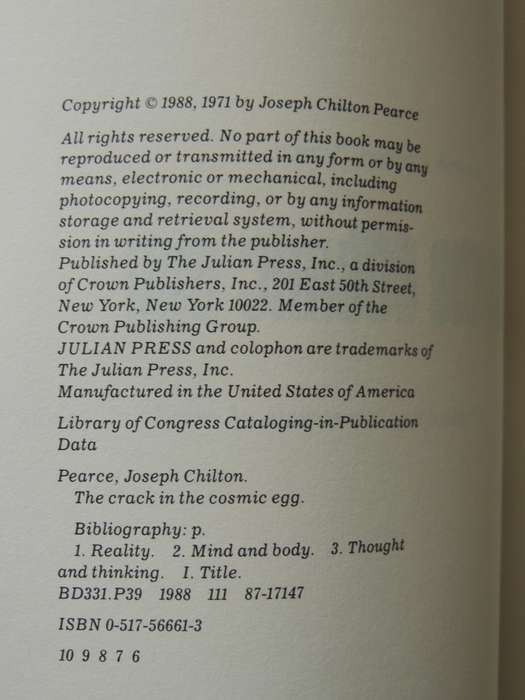 Copyright © 1988, 1971 by Joseph Chilton Pearce
All rights reserved. No part of this book may be
reproduced or transmitted in any form or by any
means, electronic or mechanical, including
photocopying, recording, or by any information
storage and retrieval system, without permis-
sion in writing from the publisher.
Published by The Julian Press, Inc., a division
of Crown Publishers, Inc., 201 East 50th Street,
New York, New York 10022. Member of the
Crown Publishing Group.
JULIAN PRESS and colophon are trademarks of
The Julian Press, Inc.
Manufactured in the United States of America
Library of Congress Cataloging-in-Publication
Data
Pearce, Joseph Chilton.
The crack in the cosmic egg.
Bibliography: p.
1. Reality. 2. Mind and body. 3. Thought
and thinking. I. Title.
BD331.P39 1988 111 87-17147
ISBN 0-517-56661-3
10 9 8 7 6